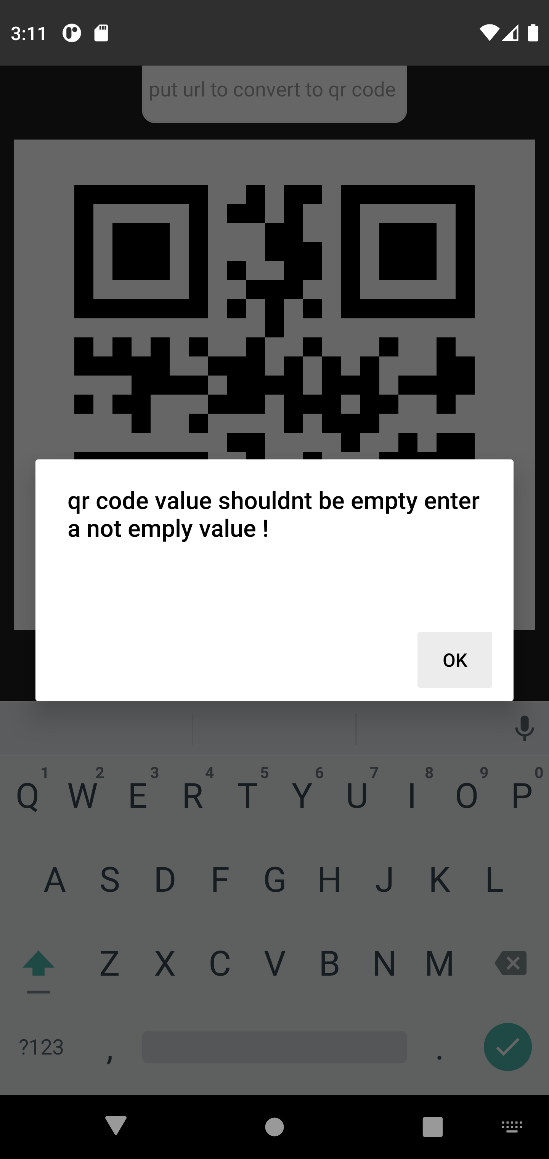 3:11
put url to convert to qr code
qr code value shouldnt be empty enter
a not emply value !
OK
1 2 3 4 5 6 7 8 9 0
Q W E R T Y U I O P
A S D F G H J K L
Z X C V B N M
?123 , .